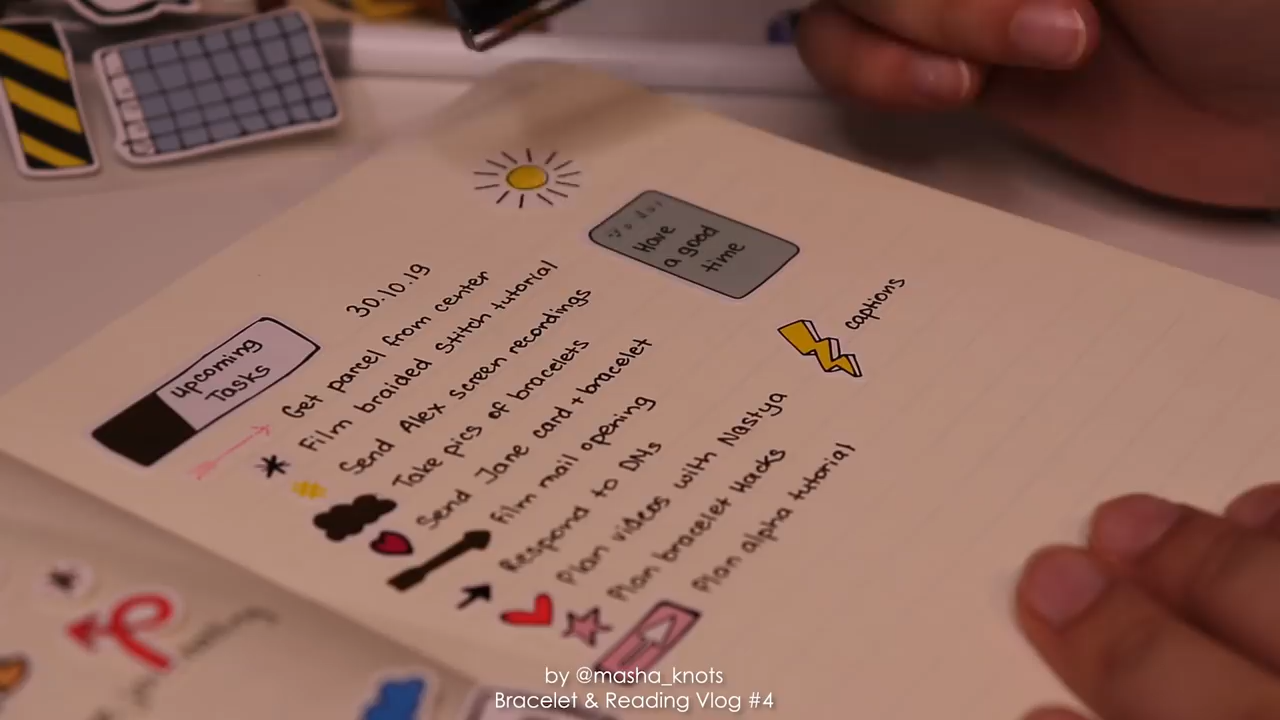 30.10.19
Have
a good
time
upcoming
Tasks
Get parcel from center
Film braided stitch tutorial
Send Alex screen recordings
Take pics of bracelets
Send Jane card + bracelet
Film mail opening
Respond to DMs
Plan videos with Nastya
Plan bracelet Hacks
Plan alpha tutorial
captions
by @masha_knots
Bracelet & Reading Vlog #4